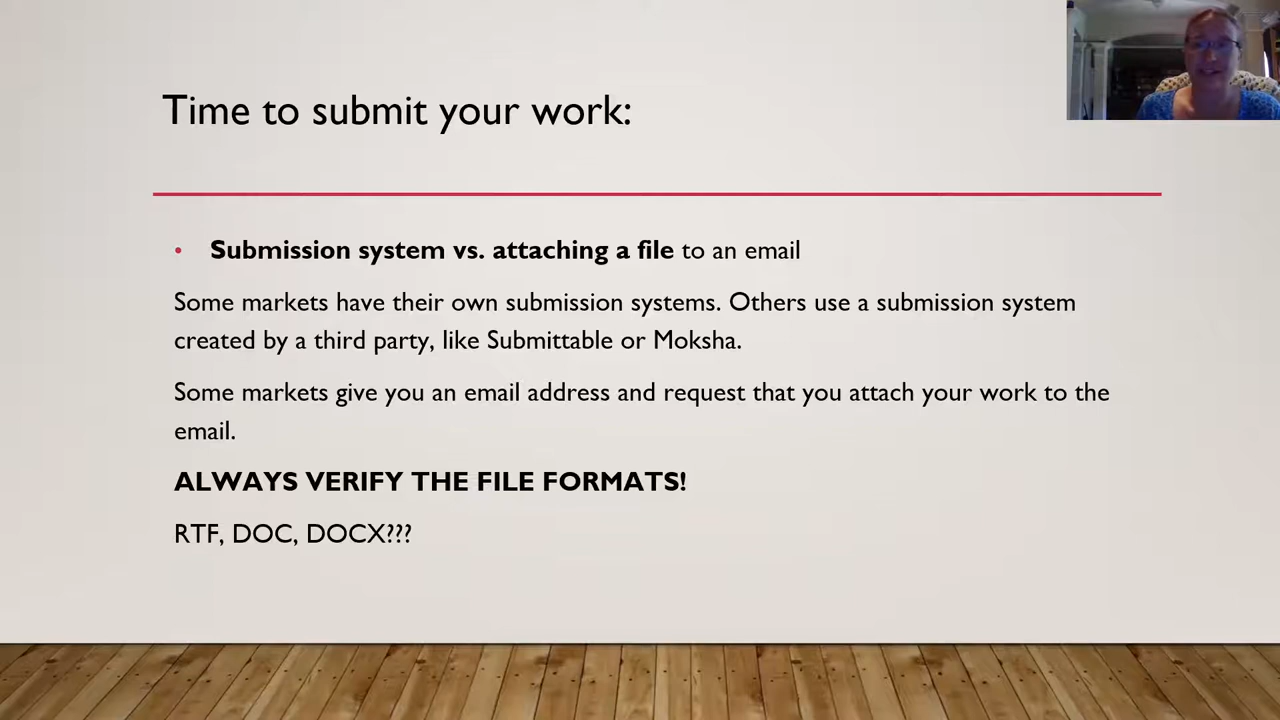 Time to submit your work:
• Submission system vs. attaching a file to an email
Some markets have their own submission systems. Others use a submission system
created by a third party, like Submittable or Moksha.
Some markets give you an email address and request that you attach your work to the
email.
ALWAYS VERIFY THE FILE FORMATS!
RTF, DOC, DOCX???